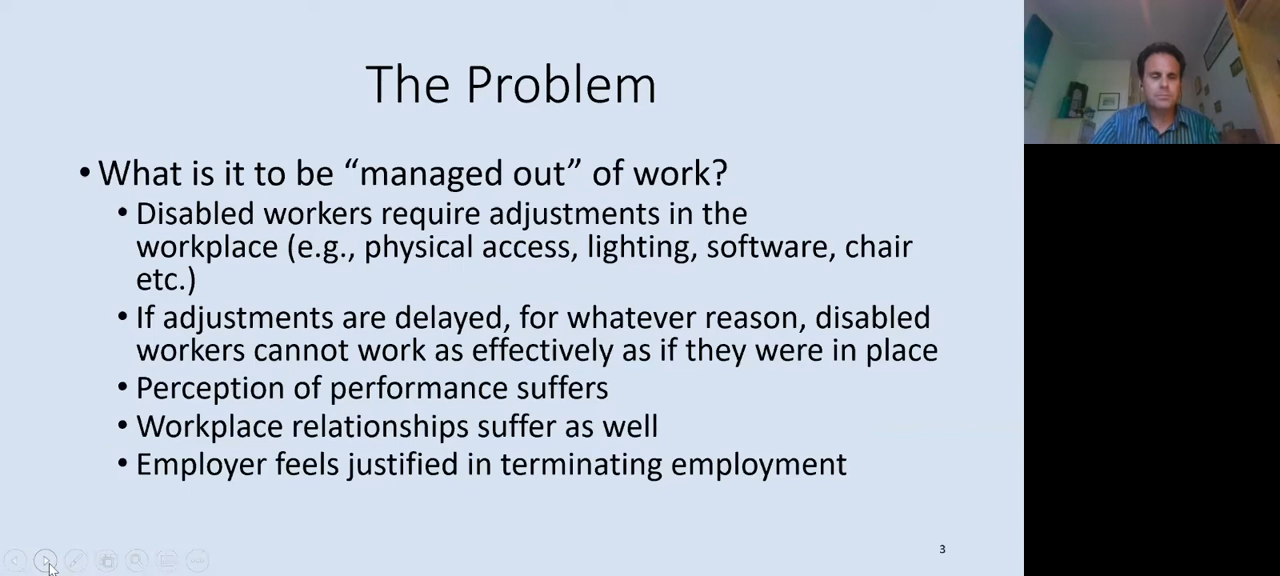 The Problem
• What is it to be “managed out” of work?
• Disabled workers require adjustments in the
workplace (e.g., physical access, lighting, software, chair
etc.)
• If adjustments are delayed, for whatever reason, disabled
workers cannot work as effectively as if they were in place
• Perception of performance suffers
• Workplace relationships suffer as well
• Employer feels justified in terminating employment
3